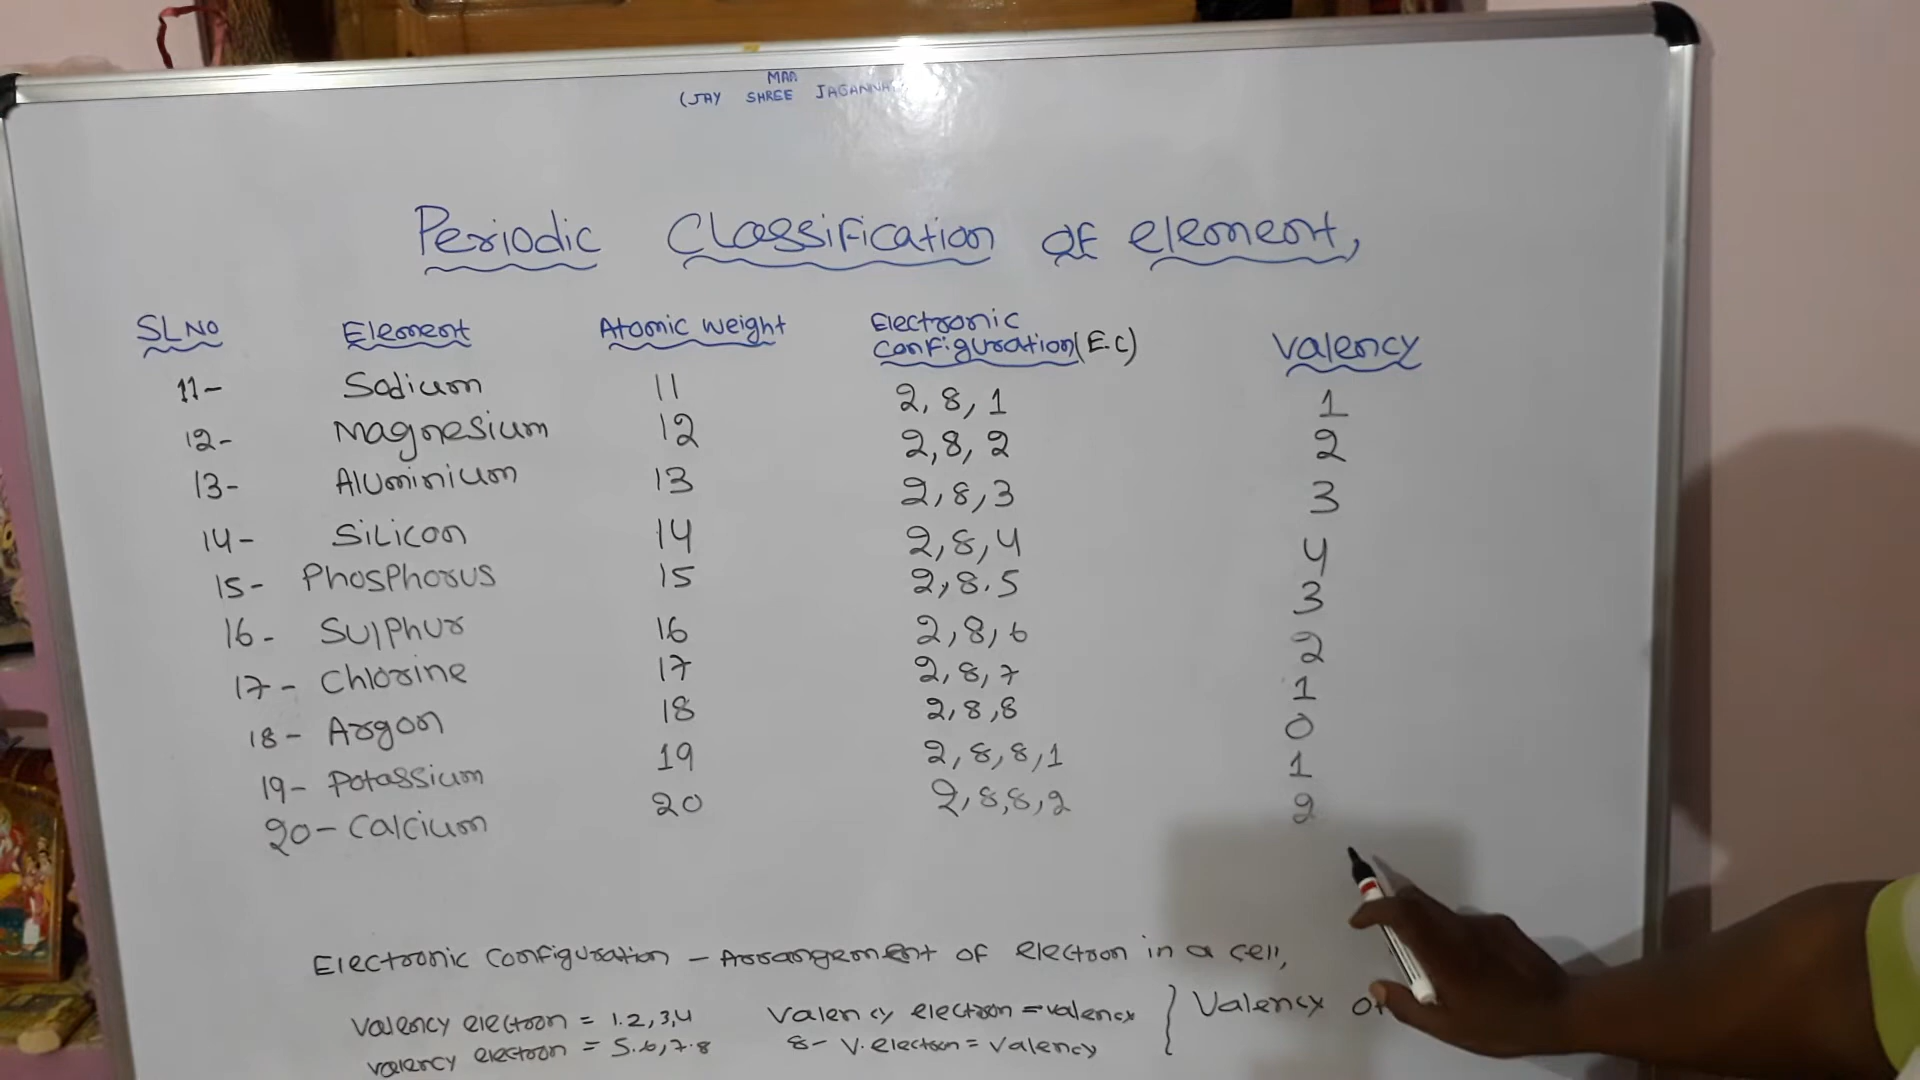 MAA
(JAY SHREE JAGANNA
Periodic Classification of element,
SL No Element Atomic weight Electronic Configuration(E.C) Valency
11- Sodium 11 2, 8, 1 1
12- Magnesium 12 2, 8, 2 2
13- Aluminium 13 2, 8, 3 3
14- Silicon 14 2, 8, 4 4
15- Phosphorus 15 2, 8. 5 3
16- Sulphur 16 2, 8, 6 2
17- Chlorine 17 2, 8, 7 1
18- Argon 18 2, 8, 8 0
19- Potassium 19 2, 8, 8, 1 1
20- Calcium 20 2, 8, 8, 2 2
Electronic Configuration - Arrangement of electron in a cell,
Valency electron = 1.2, 3, 4 Valency electron = valency } Valency of
valency electron = 5.6, 7.8 8- V. electron = Valency